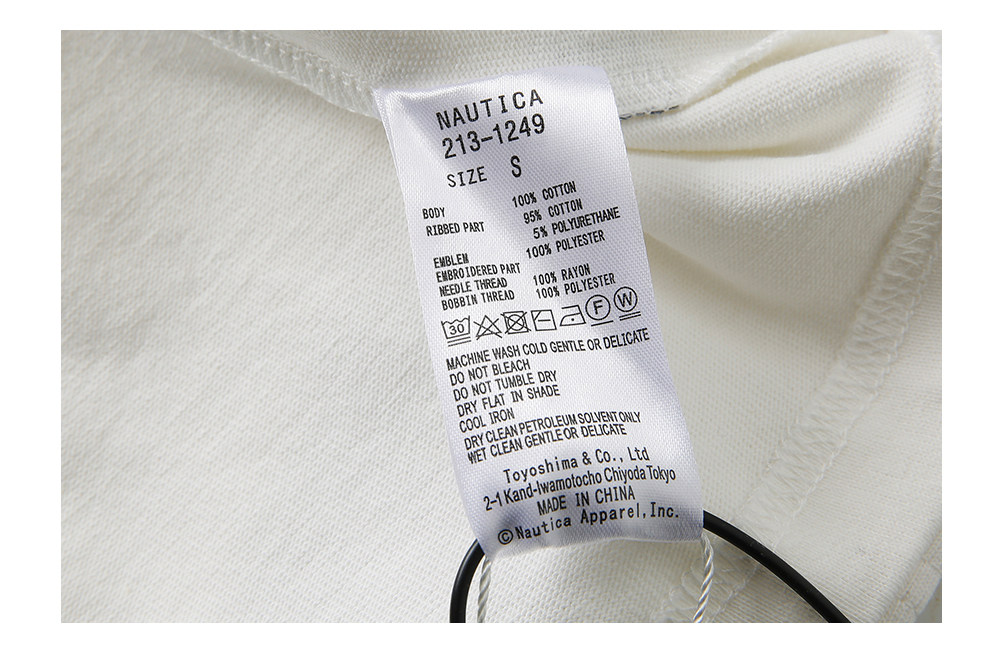 NAUTICA
213-1249
SIZE S
BODY 100% COTTON
RIBBED PART 95% COTTON
5% POLYURETHANE
EMBLEM 100% POLYESTER
EMBROIDERED PART
NEEDLE THREAD 100% RAYON
BOBBIN THREAD 100% POLYESTER
30 F W
MACHINE WASH COLD GENTLE OR DELICATE
DO NOT BLEACH
DO NOT TUMBLE DRY
DRY FLAT IN SHADE
COOL IRON
DRY CLEAN PETROLEUM SOLVENT ONLY
WET CLEAN GENTLE OR DELICATE
Toyoshima & Co., Ltd
2-1 Kand-Iwamotocho Chiyoda Tokyo
MADE IN CHINA
©Nautica Apparel, Inc.